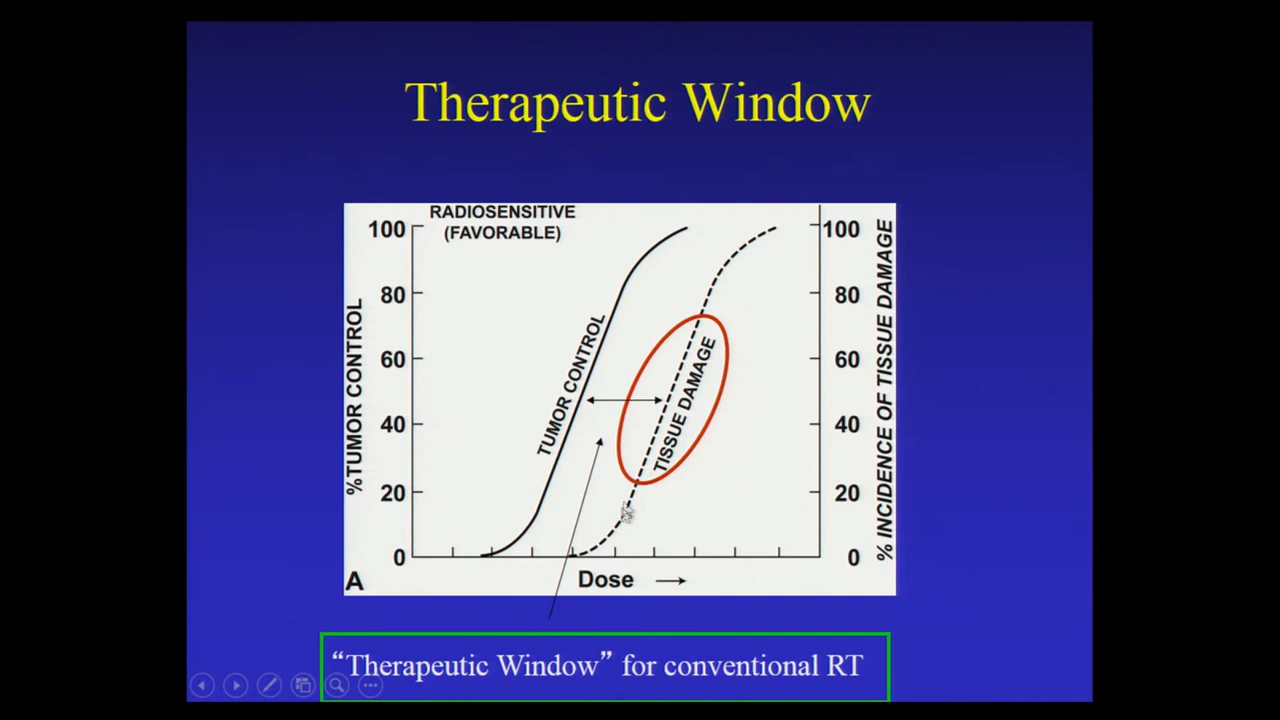 Therapeutic Window
RADIOSENSITIVE
(FAVORABLE)
%TUMOR CONTROL
100
80
60
40
20
0
TUMOR CONTROL
TISSUE DAMAGE
100
80
60
40
20
0
% INCIDENCE OF TISSUE DAMAGE
A
Dose →
“Therapeutic Window” for conventional RT